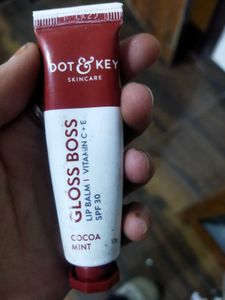 DOT & KEY
SKINCARE
GLOSS BOSS
LIP BALM | VITAMIN C+E
SPF 30
COCOA
MINT